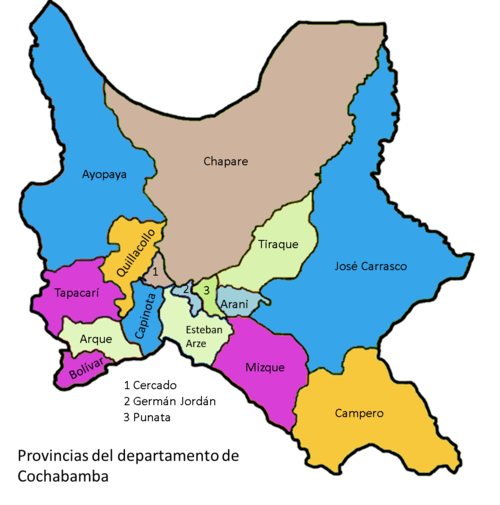 Chapare
Ayopaya
Quillacollo
Tiraque
José Carrasco
1
Tapacarí
2
3
Arani
Capinota
Esteban
Arze
Arque
Bolívar
Mizque
Campero
1 Cercado
2 Germán Jordán
3 Punata
Provincias del departamento de
Cochabamba